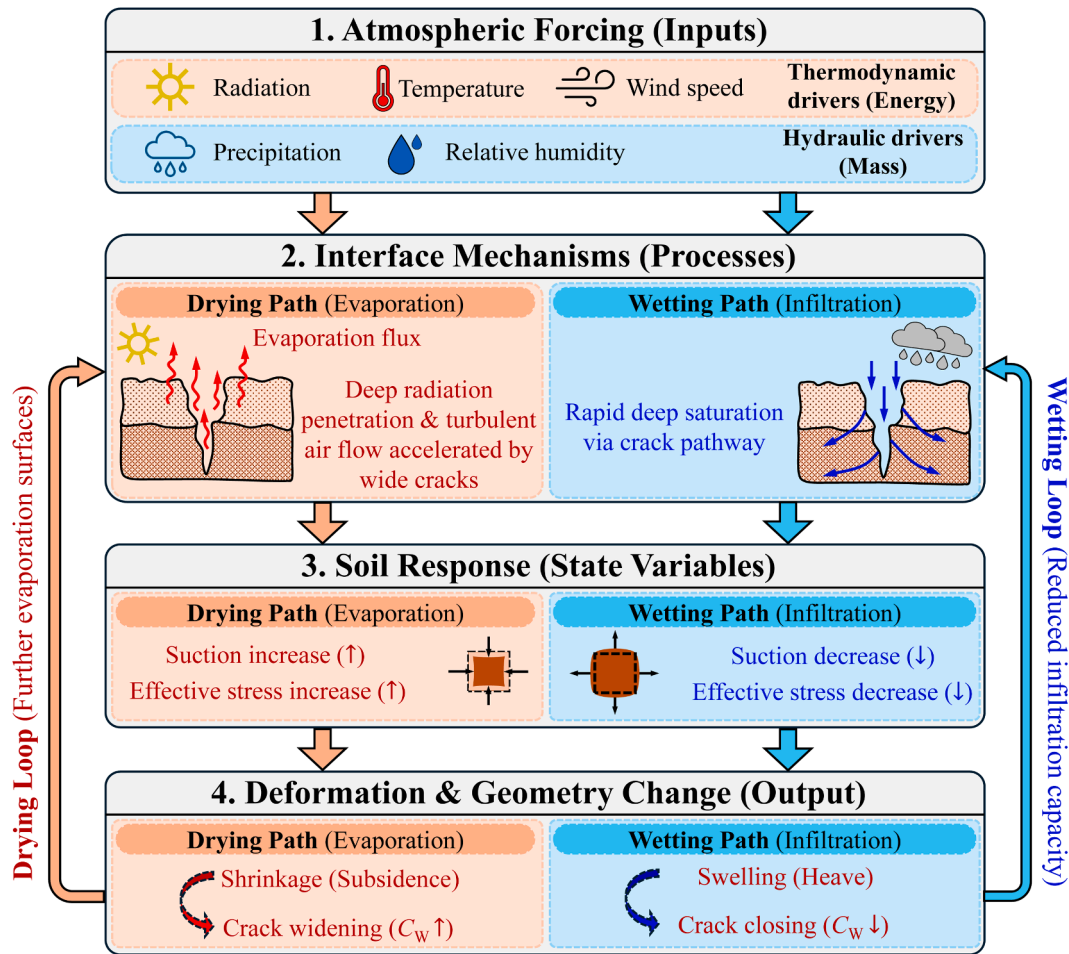 1. Atmospheric Forcing (Inputs)
Radiation
Temperature
Wind speed
Thermodynamic
drivers (Energy)
Precipitation
Relative humidity
Hydraulic drivers
(Mass)
2. Interface Mechanisms (Processes)
Drying Path (Evaporation)
Evaporation flux
Deep radiation
penetration & turbulent
air flow accelerated by
wide cracks
Wetting Path (Infiltration)
Rapid deep saturation
via crack pathway
3. Soil Response (State Variables)
Drying Path (Evaporation)
Suction increase (↑)
Effective stress increase (↑)
Wetting Path (Infiltration)
Suction decrease (↓)
Effective stress decrease (↓)
4. Deformation & Geometry Change (Output)
Drying Path (Evaporation)
Shrinkage (Subsidence)
Crack widening (C_W ↑)
Wetting Path (Infiltration)
Swelling (Heave)
Crack closing (C_W ↓)
Drying Loop (Further evaporation surfaces)
Wetting Loop (Reduced infiltration capacity)